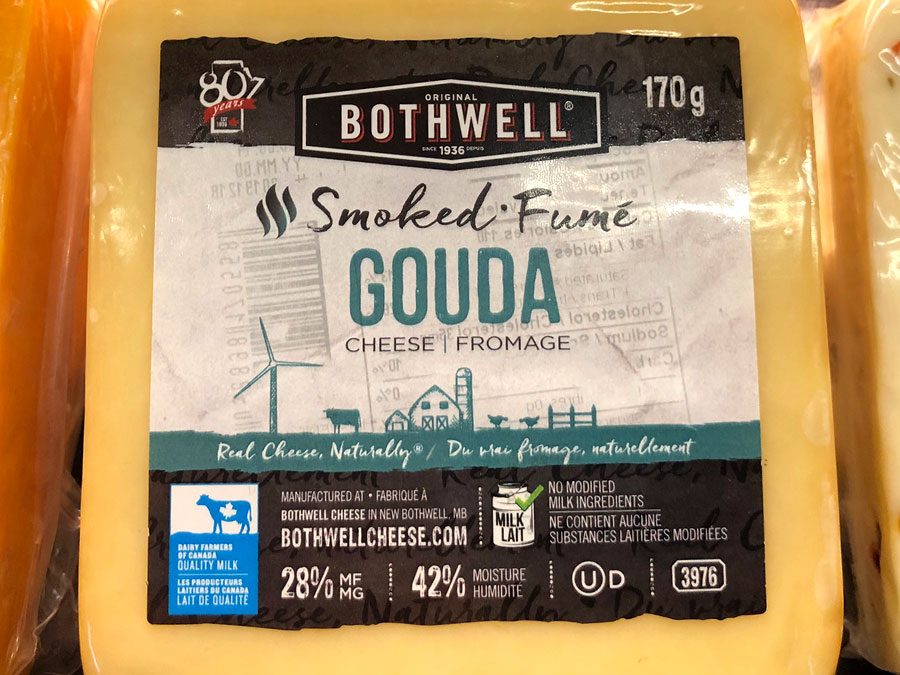 80
years
EST
1936
ORIGINAL
BOTHWELL®
SINCE 1936 DEPUIS
170g
Smoked · Fumé
GOUDA
CHEESE | FROMAGE
Real Cheese, Naturally® / Du vrai fromage, naturellement
DAIRY FARMERS
OF CANADA
QUALITY MILK
LES PRODUCTEURS
LAITIERS DU CANADA
LAIT DE QUALITÉ
MANUFACTURED AT • FABRIQUÉ À
BOTHWELL CHEESE IN NEW BOTHWELL, MB
BOTHWELLCHEESE.COM
MILK
LAIT
NO MODIFIED
MILK INGREDIENTS
NE CONTIENT AUCUNE
SUBSTANCES LAITIÈRES MODIFIÉES
28% MF
MG
42% MOISTURE
HUMIDITÉ
U D
3976